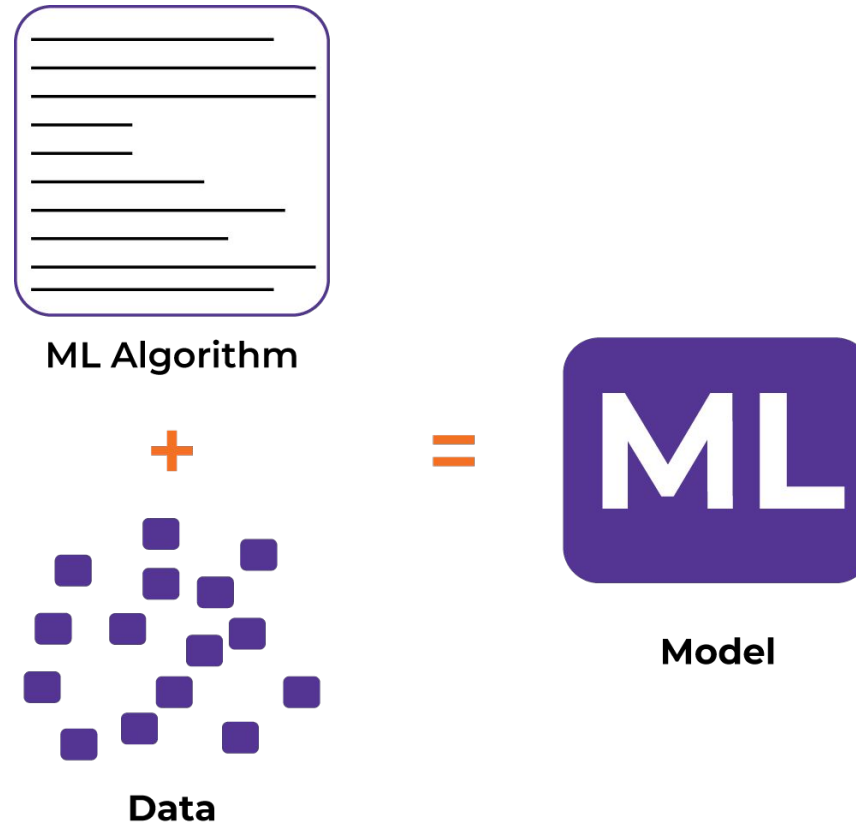 ML Algorithm
+
=
ML
Model
Data